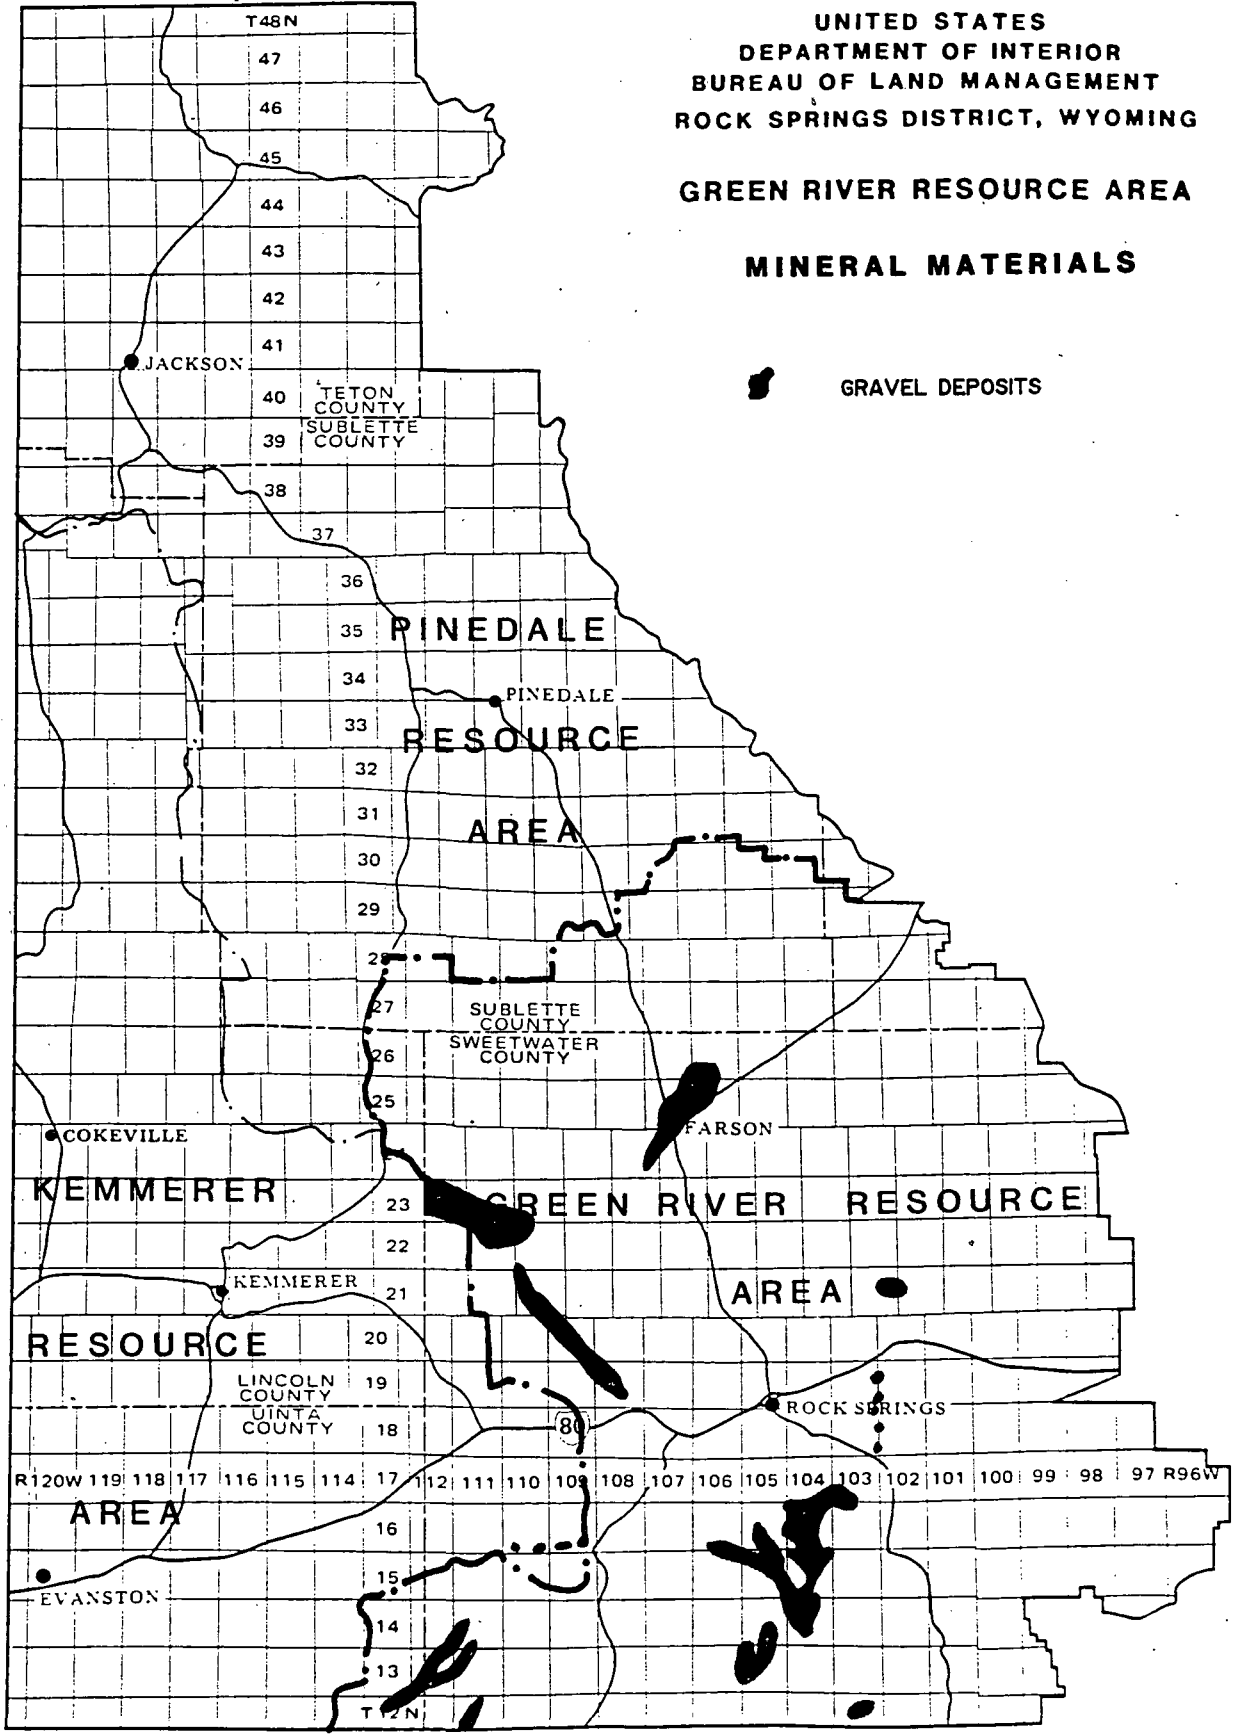 UNITED STATES
DEPARTMENT OF INTERIOR
BUREAU OF LAND MANAGEMENT
ROCK SPRINGS DISTRICT, WYOMING
GREEN RIVER RESOURCE AREA
MINERAL MATERIALS
GRAVEL DEPOSITS
T48N
47
46
45
44
43
42
41
JACKSON
40
TETON
COUNTY
SUBLETTE
COUNTY
39
38
37
36
35
PINEDALE
34
PINEDALE
33
RESOURCE
32
31
AREA
30
29
28
27
SUBLETTE
COUNTY
SWEETWATER
COUNTY
26
25
FARSON
COKEVILLE
KEMMERER
23
GREEN RIVER RESOURCE
22
KEMMERER
21
AREA
RESOURCE
20
LINCOLN
COUNTY
19
UINTA
COUNTY
18
80
ROCK SPRINGS
R120W 119 118 117 116 115 114 17 112 111 110 109 108 107 106 105 104 103 102 101 100 99 98 97 R96W
AREA
16
15
EVANSTON
14
13
T12N